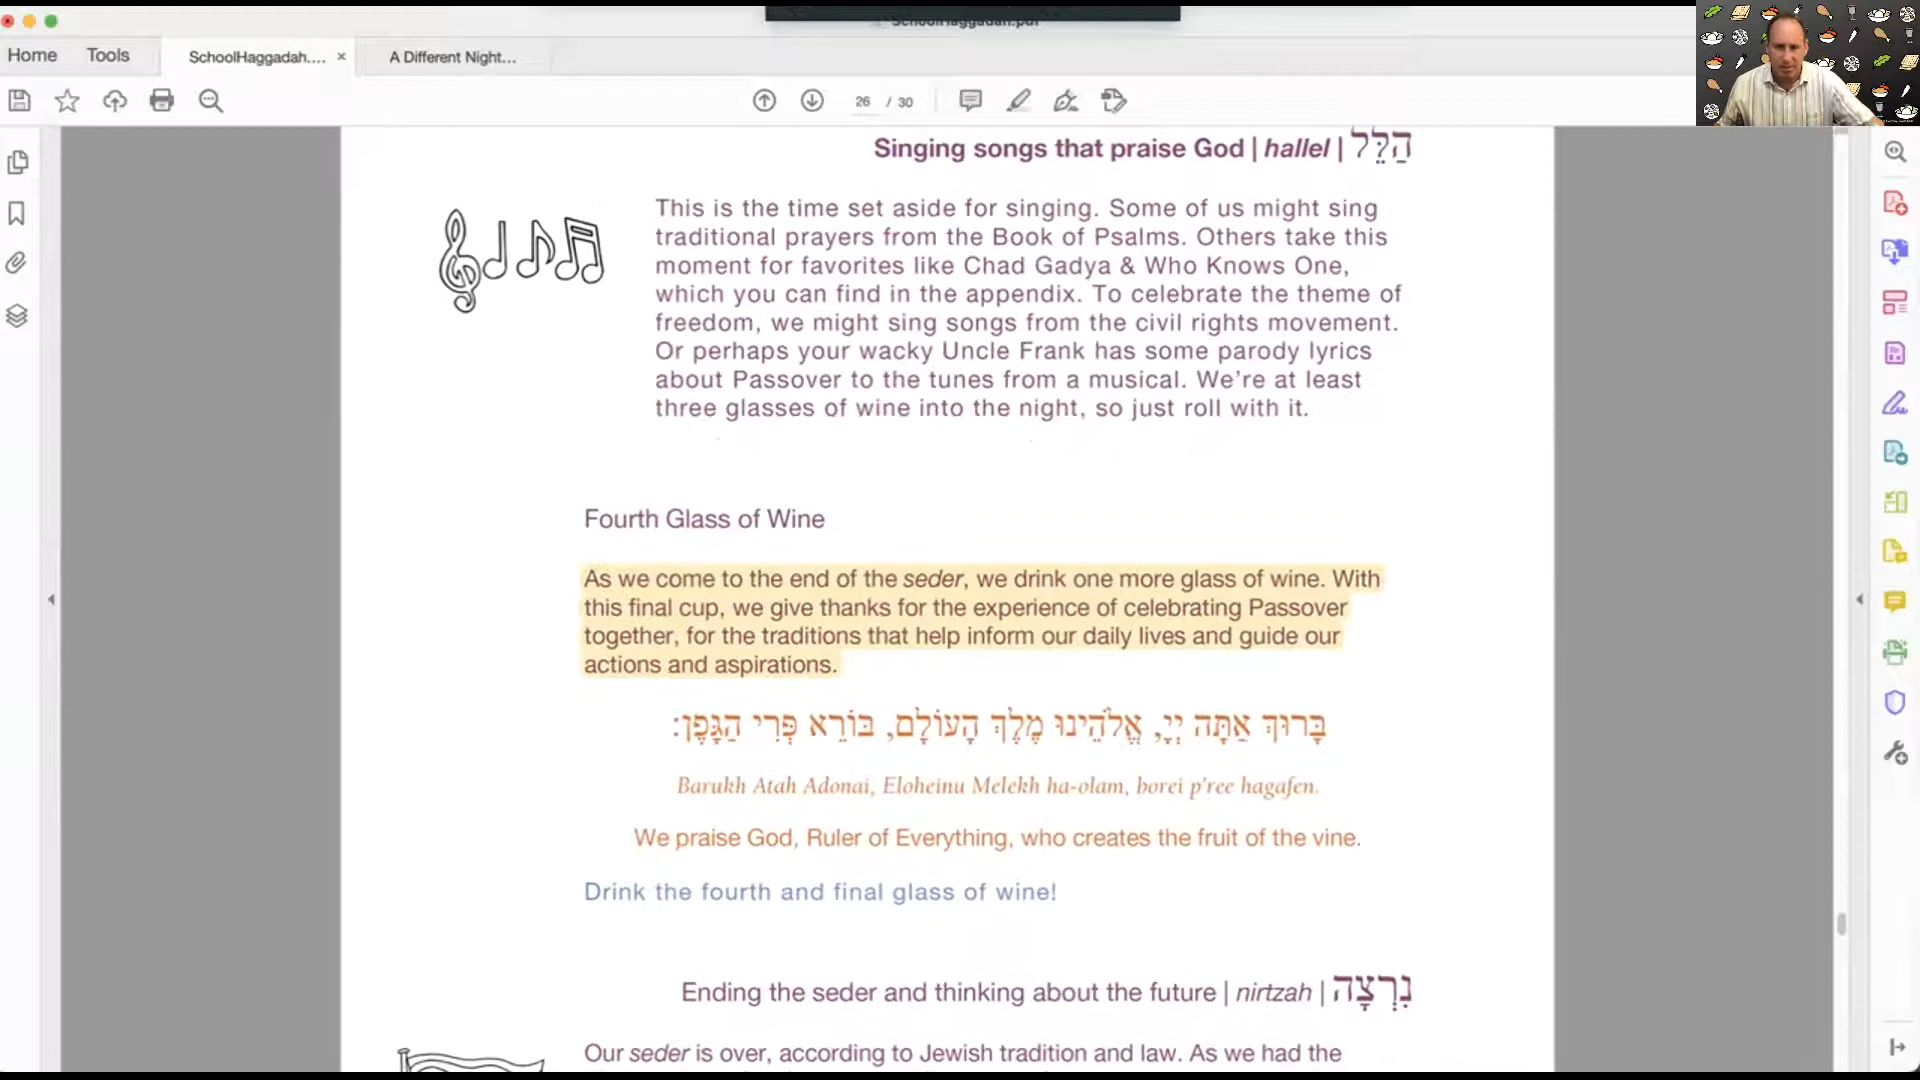 SchoolHaggadah.pdf
Home
Tools
SchoolHaggadah....
A Different Night...
26 / 30
Singing songs that praise God | hallel | הַלֵּל
This is the time set aside for singing. Some of us might sing
traditional prayers from the Book of Psalms. Others take this
moment for favorites like Chad Gadya & Who Knows One,
which you can find in the appendix. To celebrate the theme of
freedom, we might sing songs from the civil rights movement.
Or perhaps your wacky Uncle Frank has some parody lyrics
about Passover to the tunes from a musical. We're at least
three glasses of wine into the night, so just roll with it.
Fourth Glass of Wine
As we come to the end of the seder, we drink one more glass of wine. With
this final cup, we give thanks for the experience of celebrating Passover
together, for the traditions that help inform our daily lives and guide our
actions and aspirations.
בָּרוּךְ אַתָּה יְיָ, אֱלֹהֵינוּ מֶלֶךְ הָעוֹלָם, בּוֹרֵא פְּרִי הַגָּפֶן:
Barukh Atah Adonai, Eloheinu Melekh ha-olam, borei p'ree hagafen.
We praise God, Ruler of Everything, who creates the fruit of the vine.
Drink the fourth and final glass of wine!
Ending the seder and thinking about the future | nirtzah | נִרְצָה
Our seder is over, according to Jewish tradition and law. As we had the